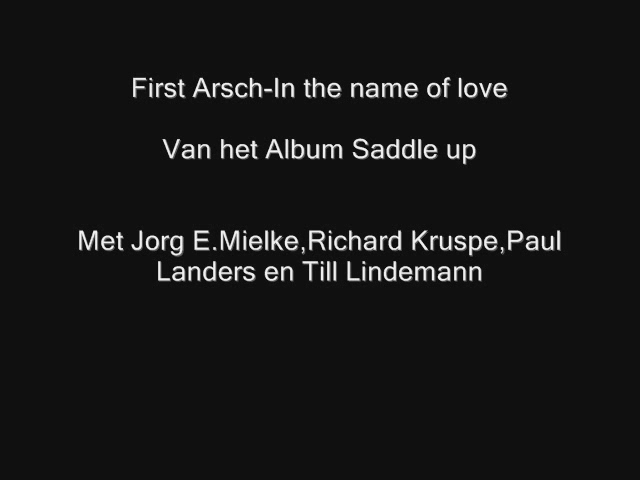 First Arsch-In the name of love
Van het Album Saddle up
Met Jorg E.Mielke,Richard Kruspe,Paul
Landers en Till Lindemann